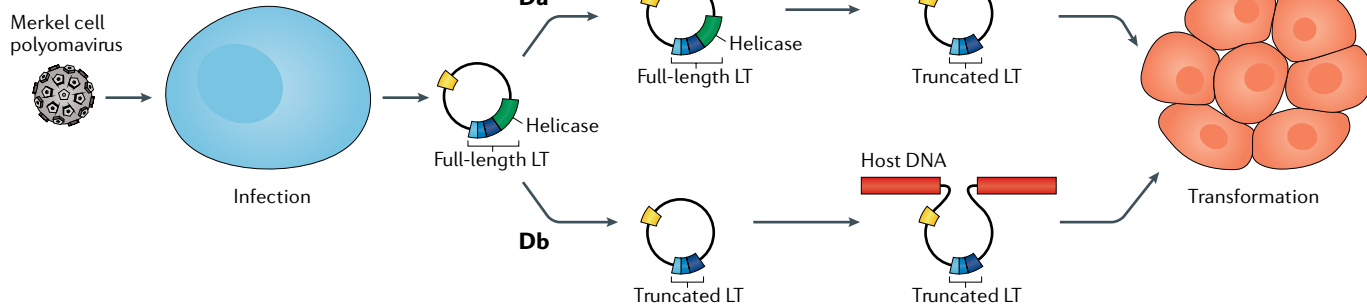 Da
Merkel cell
polyomavirus
Helicase
Full-length LT
Truncated LT
Helicase
Full-length LT
Host DNA
Infection
Transformation
Db
Truncated LT
Truncated LT